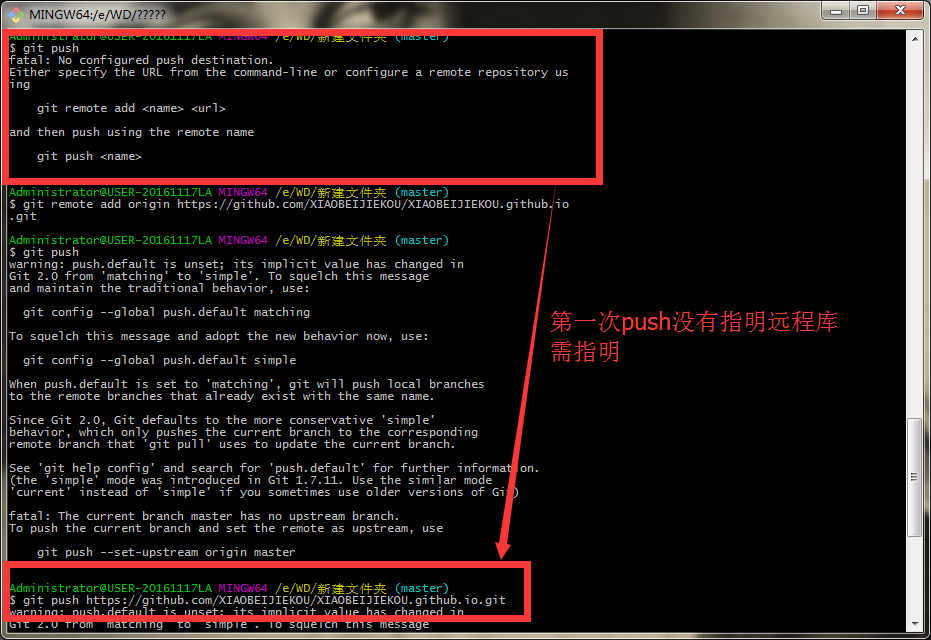 MINGW64:/e/WD/?????
Administrator@USER-20161117LA MINGW64 /e/WD/新建文件夹 (master)
$ git push
fatal: No configured push destination.
Either specify the URL from the command-line or configure a remote repository us
ing
git remote add <name> <url>
and then push using the remote name
git push <name>
Administrator@USER-20161117LA MINGW64 /e/WD/新建文件夹 (master)
$ git remote add origin https://github.com/XIAOBEIJIEKOU/XIAOBEIJIEKOU.github.io
.git
Administrator@USER-20161117LA MINGW64 /e/WD/新建文件夹 (master)
$ git push
warning: push.default is unset; its implicit value has changed in
Git 2.0 from 'matching' to 'simple'. To squelch this message
and maintain the traditional behavior, use:
git config --global push.default matching
To squelch this message and adopt the new behavior now, use:
git config --global push.default simple
When push.default is set to 'matching', git will push local branches
to the remote branches that already exist with the same name.
Since Git 2.0, Git defaults to the more conservative 'simple'
behavior, which only pushes the current branch to the corresponding
remote branch that 'git pull' uses to update the current branch.
See 'git help config' and search for 'push.default' for further information.
(the 'simple' mode was introduced in Git 1.7.11. Use the similar mode
'current' instead of 'simple' if you sometimes use older versions of Git)
fatal: The current branch master has no upstream branch.
To push the current branch and set the remote as upstream, use
git push --set-upstream origin master
Administrator@USER-20161117LA MINGW64 /e/WD/新建文件夹 (master)
$ git push https://github.com/XIAOBEIJIEKOU/XIAOBEIJIEKOU.github.io.git
warning: push.default is unset; its implicit value has changed in
Git 2.0 from 'matching' to 'simple'. To squelch this message
第一次push没有指明远程库
需指明